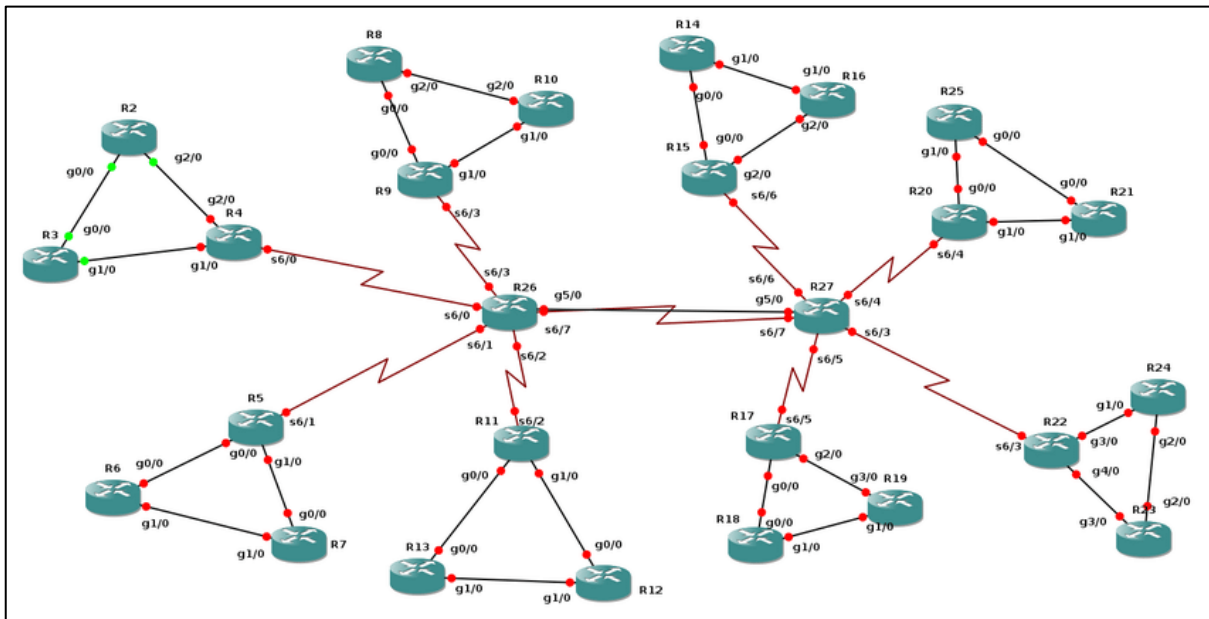 R2
g0/0
g2/0
g0/0
R3
g1/0
g2/0
R4
g1/0
s6/0
R8
g2/0
g0/0
g2/0
R10
g0/0
g1/0
R9
g1/0
s6/3
R14
g1/0
g0/0
g1/0
R16
g0/0
g2/0
R15
g2/0
s6/6
R25
g0/0
g1/0
g0/0
R20
g0/0
R21
g1/0
g1/0
s6/4
s6/3
R26
s6/0
s6/1
g5/0
s6/7
s6/2
s6/6
R27
g5/0
s6/7
s6/4
s6/3
s6/5
R5
s6/1
g0/0
g1/0
R6
g0/0
g1/0
g0/0
g1/0
R7
R11
s6/2
g0/0
g1/0
R13
g0/0
g1/0
g0/0
g1/0
R12
R17
s6/5
g2/0
g0/0
g3/0
R19
R18
g0/0
g1/0
g1/0
R24
g1/0
g2/0
R22
s6/3
g3/0
g4/0
g3/0
g2/0
R23